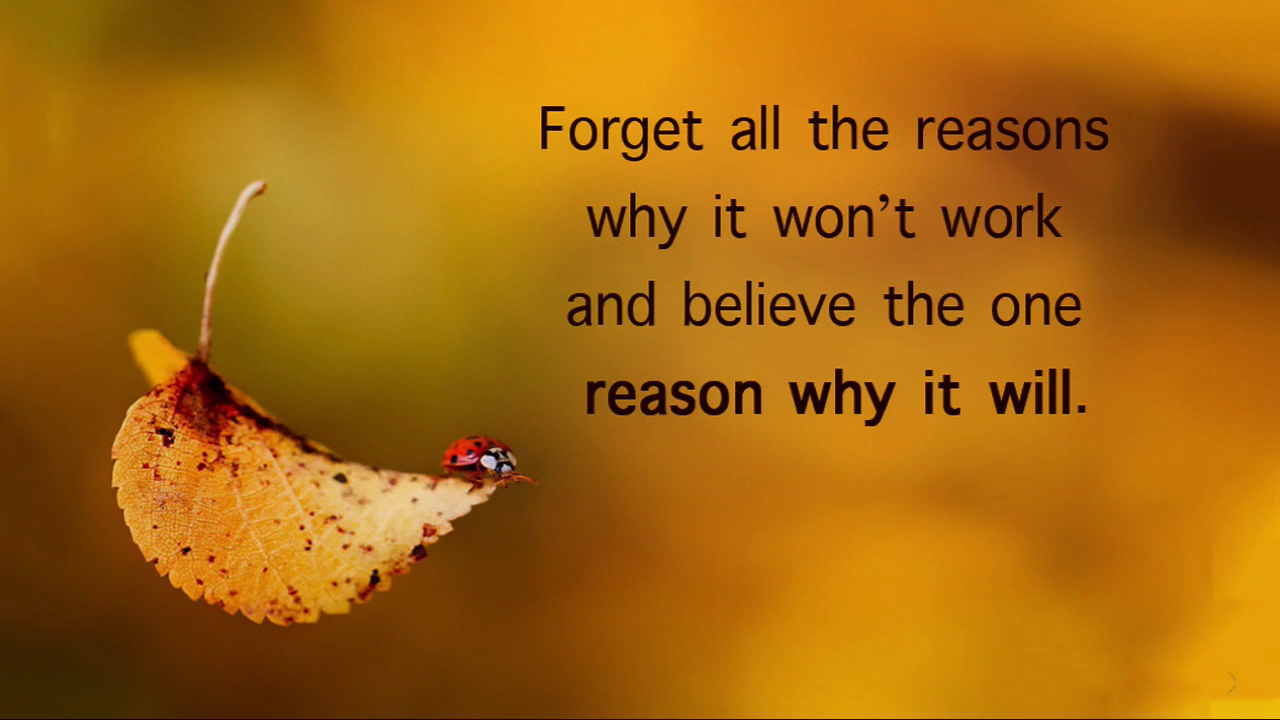 Forget all the reasons
why it won’t work
and believe the one
reason why it will.